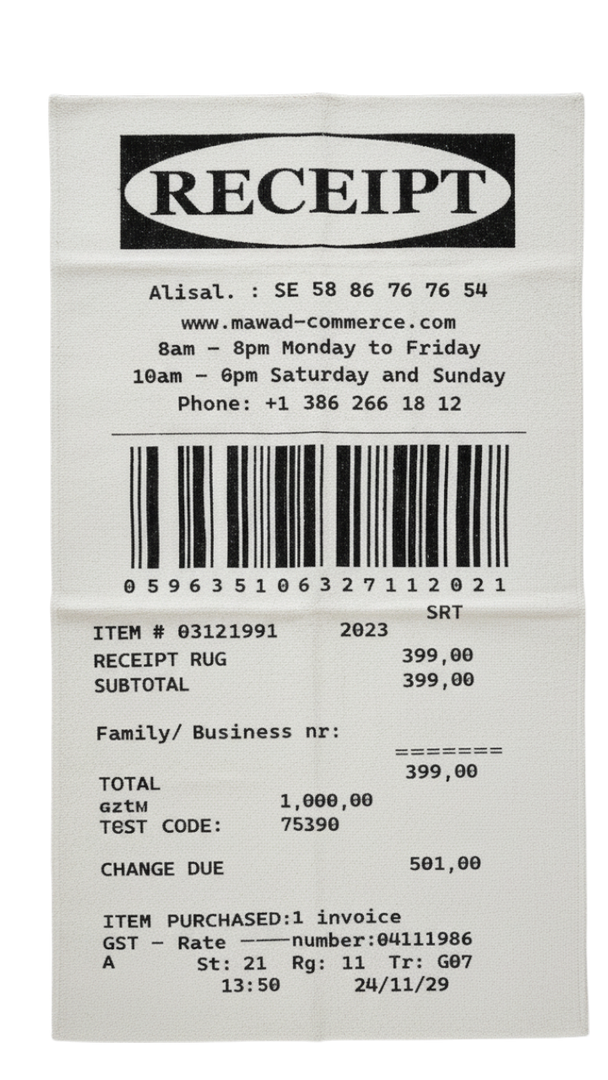 RECEIPT
Alisal. : SE 58 86 76 76 54
www.mawad-commerce.com
8am – 8pm Monday to Friday
10am – 6pm Saturday and Sunday
Phone: +1 386 266 18 12
059635106327112021
SRT
ITEM # 03121991 2023
RECEIPT RUG 399,00
SUBTOTAL 399,00
Family/ Business nr:
=======
TOTAL 399,00
GztM 1,000,00
TeST CODE: 75390
CHANGE DUE 501,00
ITEM PURCHASED:1 invoice
GST – Rate ———number:04111986
A St: 21 Rg: 11 Tr: G07
13:50 24/11/29